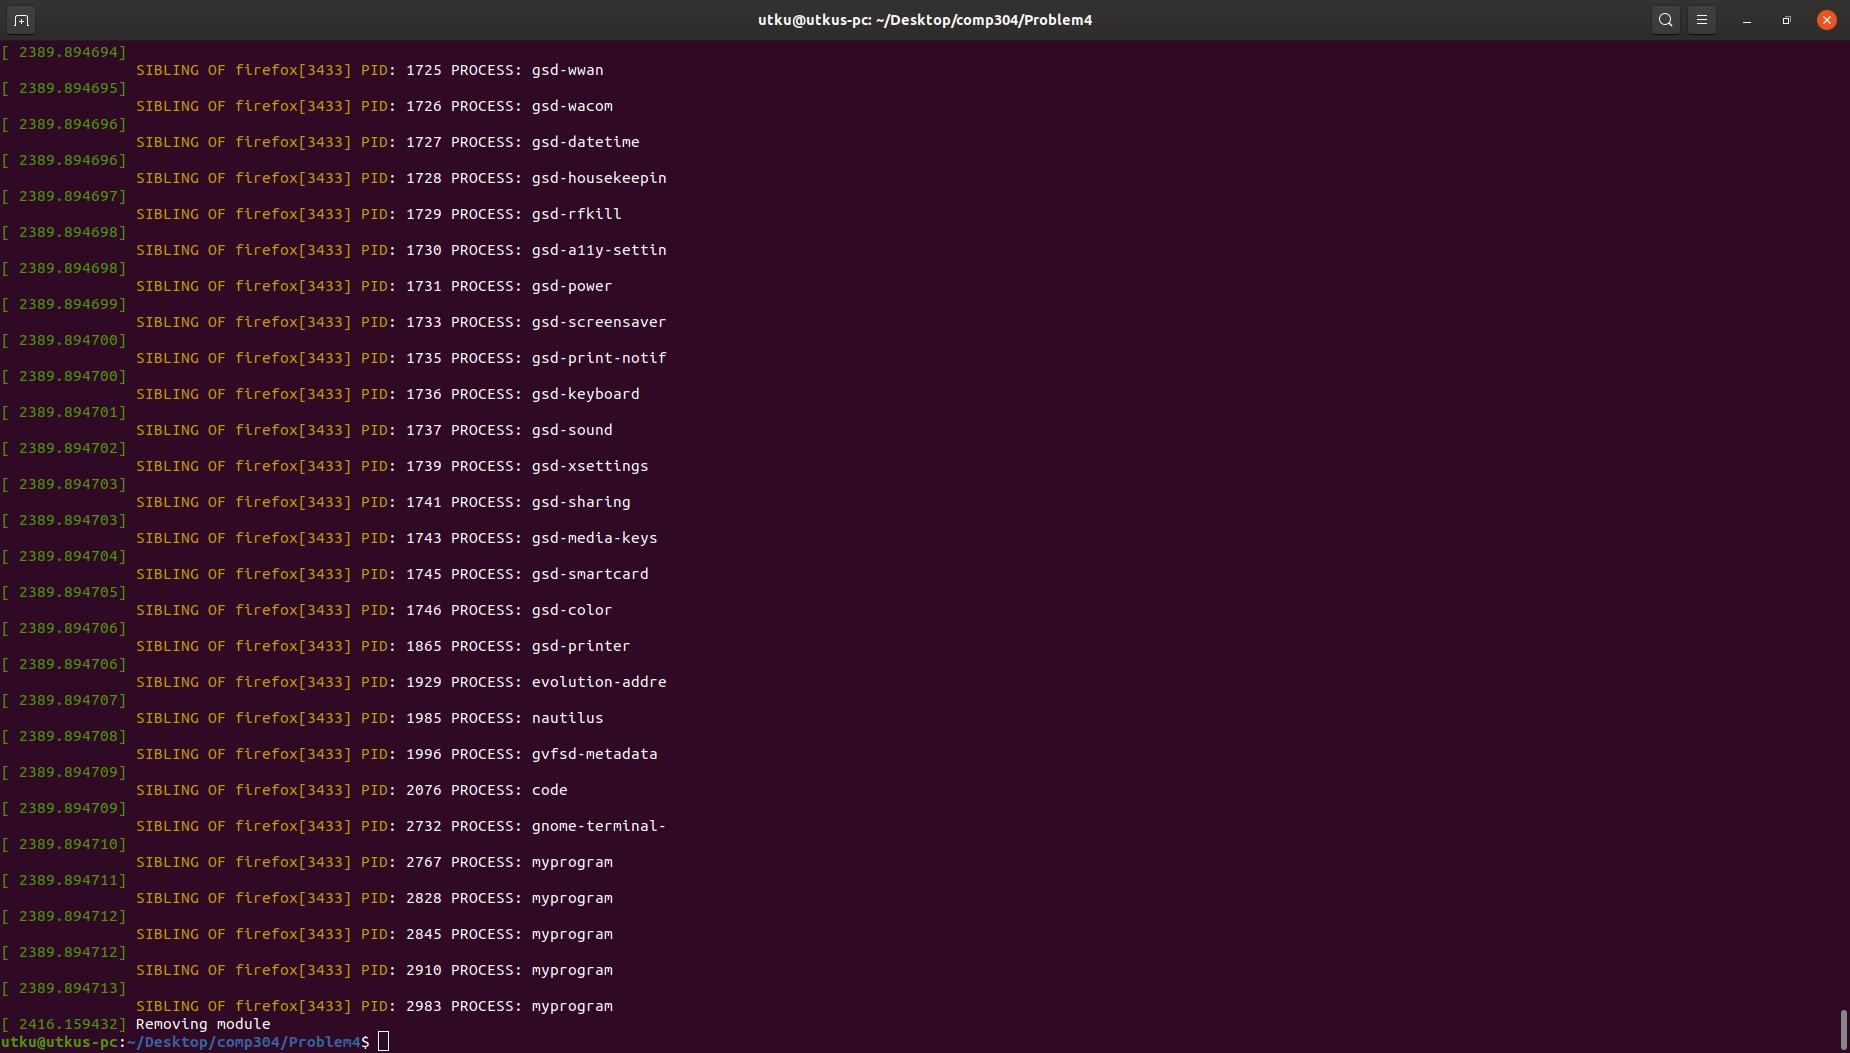 utku@utkus-pc: ~/Desktop/comp304/Problem4
[ 2389.894694]
SIBLING OF firefox[3433] PID: 1725 PROCESS: gsd-wwan
[ 2389.894695]
SIBLING OF firefox[3433] PID: 1726 PROCESS: gsd-wacom
[ 2389.894696]
SIBLING OF firefox[3433] PID: 1727 PROCESS: gsd-datetime
[ 2389.894696]
SIBLING OF firefox[3433] PID: 1728 PROCESS: gsd-housekeepin
[ 2389.894697]
SIBLING OF firefox[3433] PID: 1729 PROCESS: gsd-rfkill
[ 2389.894698]
SIBLING OF firefox[3433] PID: 1730 PROCESS: gsd-a11y-settin
[ 2389.894698]
SIBLING OF firefox[3433] PID: 1731 PROCESS: gsd-power
[ 2389.894699]
SIBLING OF firefox[3433] PID: 1733 PROCESS: gsd-screensaver
[ 2389.894700]
SIBLING OF firefox[3433] PID: 1735 PROCESS: gsd-print-notif
[ 2389.894700]
SIBLING OF firefox[3433] PID: 1736 PROCESS: gsd-keyboard
[ 2389.894701]
SIBLING OF firefox[3433] PID: 1737 PROCESS: gsd-sound
[ 2389.894702]
SIBLING OF firefox[3433] PID: 1739 PROCESS: gsd-xsettings
[ 2389.894703]
SIBLING OF firefox[3433] PID: 1741 PROCESS: gsd-sharing
[ 2389.894703]
SIBLING OF firefox[3433] PID: 1743 PROCESS: gsd-media-keys
[ 2389.894704]
SIBLING OF firefox[3433] PID: 1745 PROCESS: gsd-smartcard
[ 2389.894705]
SIBLING OF firefox[3433] PID: 1746 PROCESS: gsd-color
[ 2389.894706]
SIBLING OF firefox[3433] PID: 1865 PROCESS: gsd-printer
[ 2389.894706]
SIBLING OF firefox[3433] PID: 1929 PROCESS: evolution-addre
[ 2389.894707]
SIBLING OF firefox[3433] PID: 1985 PROCESS: nautilus
[ 2389.894708]
SIBLING OF firefox[3433] PID: 1996 PROCESS: gvfsd-metadata
[ 2389.894709]
SIBLING OF firefox[3433] PID: 2076 PROCESS: code
[ 2389.894709]
SIBLING OF firefox[3433] PID: 2732 PROCESS: gnome-terminal-
[ 2389.894710]
SIBLING OF firefox[3433] PID: 2767 PROCESS: myprogram
[ 2389.894711]
SIBLING OF firefox[3433] PID: 2828 PROCESS: myprogram
[ 2389.894712]
SIBLING OF firefox[3433] PID: 2845 PROCESS: myprogram
[ 2389.894712]
SIBLING OF firefox[3433] PID: 2910 PROCESS: myprogram
[ 2389.894713]
SIBLING OF firefox[3433] PID: 2983 PROCESS: myprogram
[ 2416.159432] Removing module
utku@utkus-pc:~/Desktop/comp304/Problem4$